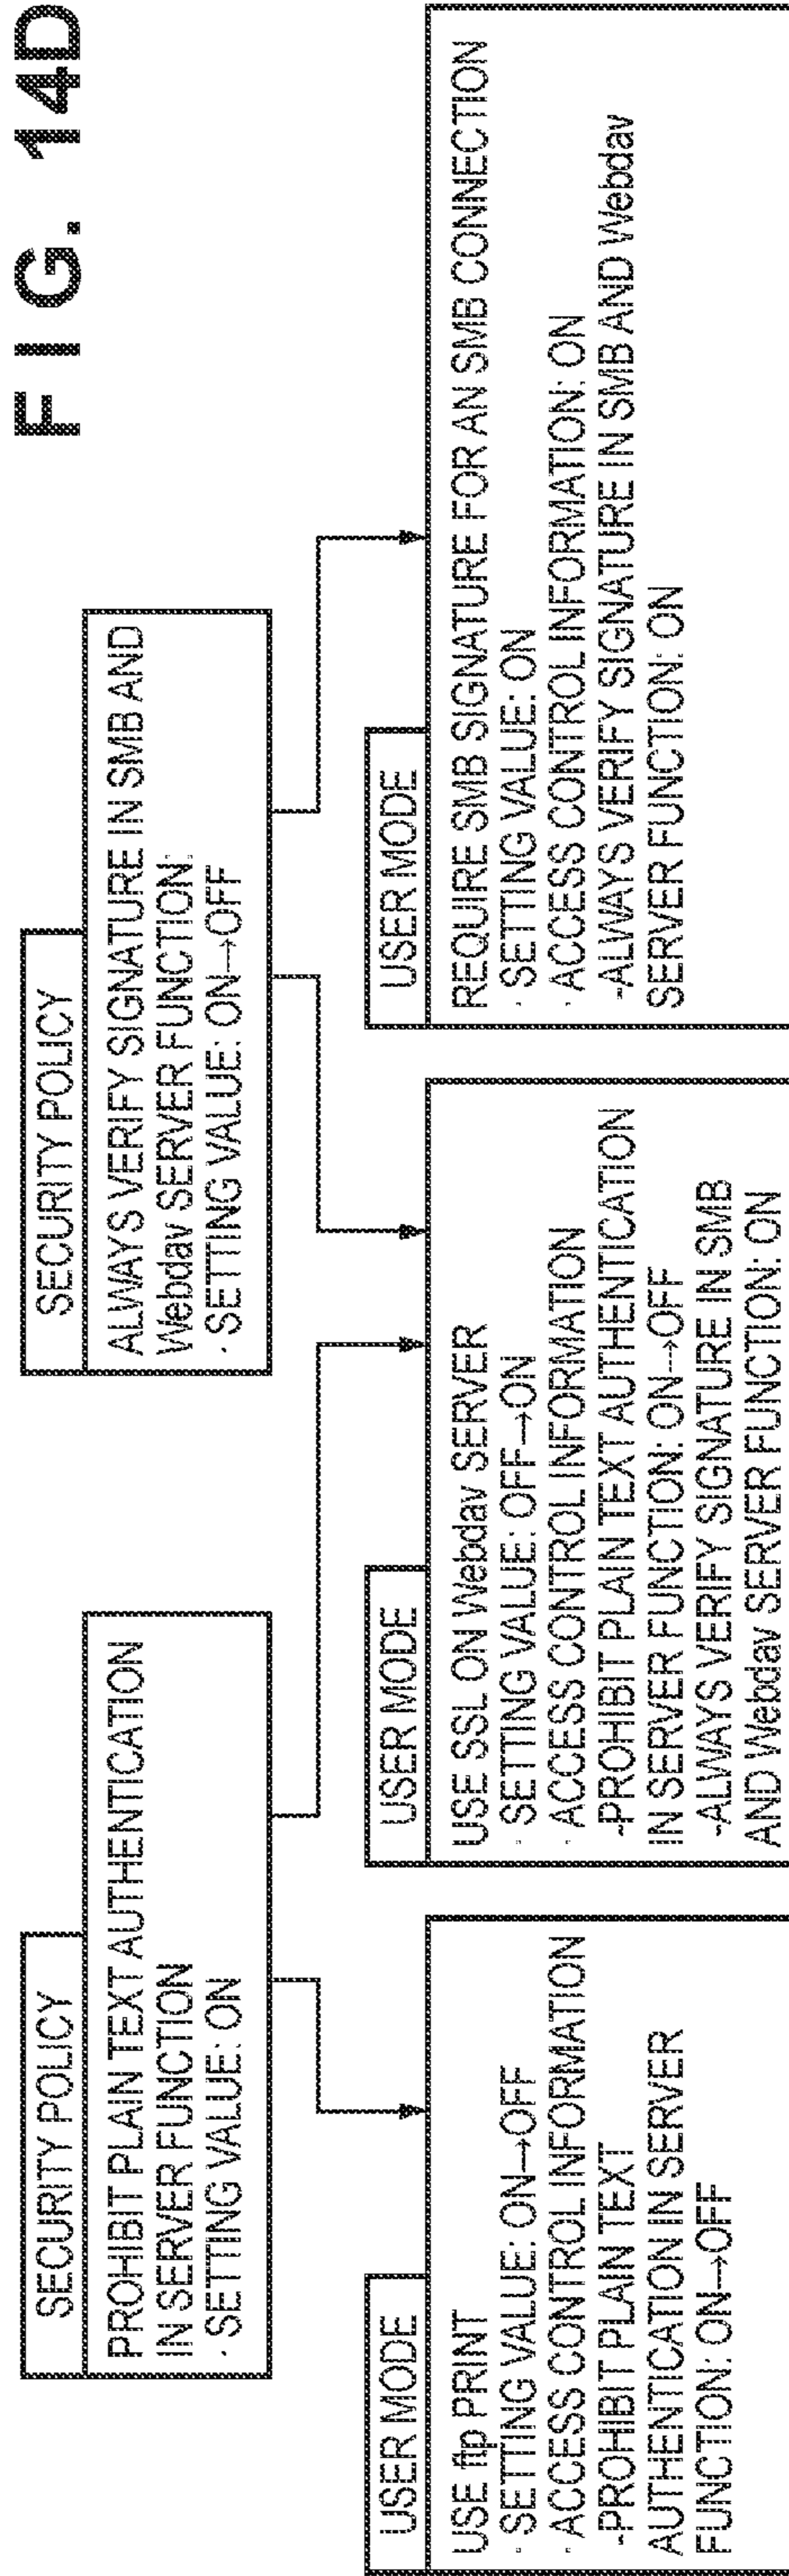 FIG. 14D
SECURITY POLICY
PROHIBIT PLAIN TEXT AUTHENTICATION
IN SERVER FUNCTION
· SETTING VALUE: ON
SECURITY POLICY
ALWAYS VERIFY SIGNATURE IN SMB AND
Webdav SERVER FUNCTION:
· SETTING VALUE: ON→OFF
USER MODE
USE ftp PRINT
· SETTING VALUE: ON→OFF
· ACCESS CONTROL INFORMATION
-PROHIBIT PLAIN TEXT
AUTHENTICATION IN SERVER
FUNCTION: ON→OFF
USER MODE
USE SSL ON Webdav SERVER
· SETTING VALUE: OFF→ON
· ACCESS CONTROL INFORMATION
-PROHIBIT PLAIN TEXT AUTHENTICATION
IN SERVER FUNCTION: ON→OFF
-ALWAYS VERIFY SIGNATURE IN SMB
AND Webdav SERVER FUNCTION: ON
USER MODE
REQUIRE SMB SIGNATURE FOR AN SMB CONNECTION
· SETTING VALUE: ON
· ACCESS CONTROL INFORMATION: ON
-ALWAYS VERIFY SIGNATURE IN SMB AND Webdav
SERVER FUNCTION: ON